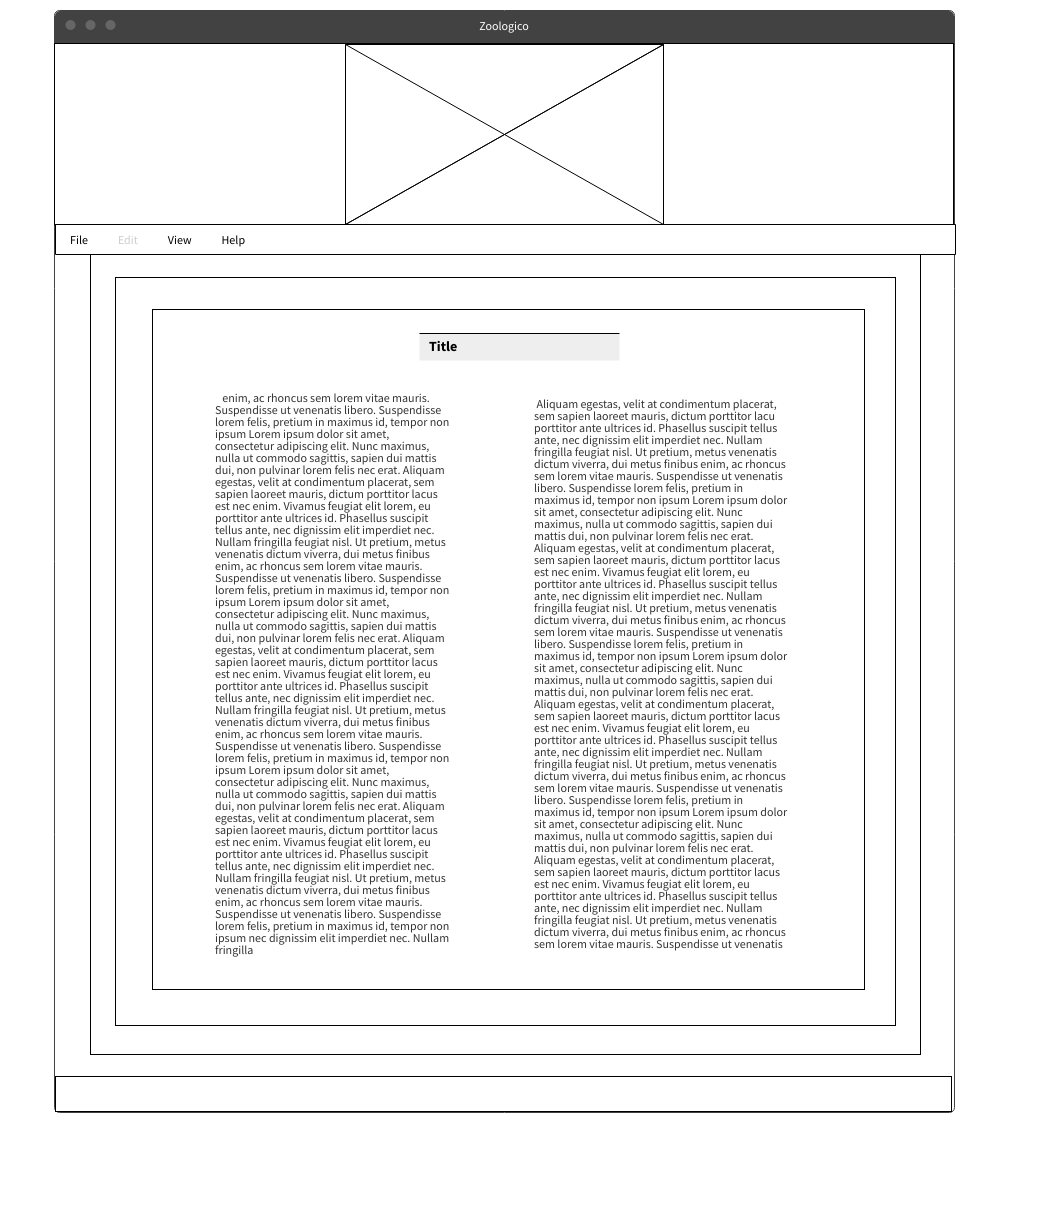 Zoologico
File Edit View Help
Title
enim, ac rhoncus sem lorem vitae mauris.
Suspendisse ut venenatis libero. Suspendisse
lorem felis, pretium in maximus id, tempor non
ipsum Lorem ipsum dolor sit amet,
consectetur adipiscing elit. Nunc maximus,
nulla ut commodo sagittis, sapien dui mattis
dui, non pulvinar lorem felis nec erat. Aliquam
egestas, velit at condimentum placerat, sem
sapien laoreet mauris, dictum porttitor lacus
est nec enim. Vivamus feugiat elit lorem, eu
porttitor ante ultrices id. Phasellus suscipit
tellus ante, nec dignissim elit imperdiet nec.
Nullam fringilla feugiat nisl. Ut pretium, metus
venenatis dictum viverra, dui metus finibus
enim, ac rhoncus sem lorem vitae mauris.
Suspendisse ut venenatis libero. Suspendisse
lorem felis, pretium in maximus id, tempor non
ipsum Lorem ipsum dolor sit amet,
consectetur adipiscing elit. Nunc maximus,
nulla ut commodo sagittis, sapien dui mattis
dui, non pulvinar lorem felis nec erat. Aliquam
egestas, velit at condimentum placerat, sem
sapien laoreet mauris, dictum porttitor lacus
est nec enim. Vivamus feugiat elit lorem, eu
porttitor ante ultrices id. Phasellus suscipit
tellus ante, nec dignissim elit imperdiet nec.
Nullam fringilla feugiat nisl. Ut pretium, metus
venenatis dictum viverra, dui metus finibus
enim, ac rhoncus sem lorem vitae mauris.
Suspendisse ut venenatis libero. Suspendisse
lorem felis, pretium in maximus id, tempor non
ipsum Lorem ipsum dolor sit amet,
consectetur adipiscing elit. Nunc maximus,
nulla ut commodo sagittis, sapien dui mattis
dui, non pulvinar lorem felis nec erat. Aliquam
egestas, velit at condimentum placerat, sem
sapien laoreet mauris, dictum porttitor lacus
est nec enim. Vivamus feugiat elit lorem, eu
porttitor ante ultrices id. Phasellus suscipit
tellus ante, nec dignissim elit imperdiet nec.
Nullam fringilla feugiat nisl. Ut pretium, metus
venenatis dictum viverra, dui metus finibus
enim, ac rhoncus sem lorem vitae mauris.
Suspendisse ut venenatis libero. Suspendisse
lorem felis, pretium in maximus id, tempor non
ipsum nec dignissim elit imperdiet nec. Nullam
fringilla
Aliquam egestas, velit at condimentum placerat,
sem sapien laoreet mauris, dictum porttitor lacu
porttitor ante ultrices id. Phasellus suscipit tellus
ante, nec dignissim elit imperdiet nec. Nullam
fringilla feugiat nisl. Ut pretium, metus venenatis
dictum viverra, dui metus finibus enim, ac rhoncus
sem lorem vitae mauris. Suspendisse ut venenatis
libero. Suspendisse lorem felis, pretium in
maximus id, tempor non ipsum Lorem ipsum dolor
sit amet, consectetur adipiscing elit. Nunc
maximus, nulla ut commodo sagittis, sapien dui
mattis dui, non pulvinar lorem felis nec erat.
Aliquam egestas, velit at condimentum placerat,
sem sapien laoreet mauris, dictum porttitor lacus
est nec enim. Vivamus feugiat elit lorem, eu
porttitor ante ultrices id. Phasellus suscipit tellus
ante, nec dignissim elit imperdiet nec. Nullam
fringilla feugiat nisl. Ut pretium, metus venenatis
dictum viverra, dui metus finibus enim, ac rhoncus
sem lorem vitae mauris. Suspendisse ut venenatis
libero. Suspendisse lorem felis, pretium in
maximus id, tempor non ipsum Lorem ipsum dolor
sit amet, consectetur adipiscing elit. Nunc
maximus, nulla ut commodo sagittis, sapien dui
mattis dui, non pulvinar lorem felis nec erat.
Aliquam egestas, velit at condimentum placerat,
sem sapien laoreet mauris, dictum porttitor lacus
est nec enim. Vivamus feugiat elit lorem, eu
porttitor ante ultrices id. Phasellus suscipit tellus
ante, nec dignissim elit imperdiet nec. Nullam
fringilla feugiat nisl. Ut pretium, metus venenatis
dictum viverra, dui metus finibus enim, ac rhoncus
sem lorem vitae mauris. Suspendisse ut venenatis
libero. Suspendisse lorem felis, pretium in
maximus id, tempor non ipsum Lorem ipsum dolor
sit amet, consectetur adipiscing elit. Nunc
maximus, nulla ut commodo sagittis, sapien dui
mattis dui, non pulvinar lorem felis nec erat.
Aliquam egestas, velit at condimentum placerat,
sem sapien laoreet mauris, dictum porttitor lacus
est nec enim. Vivamus feugiat elit lorem, eu
porttitor ante ultrices id. Phasellus suscipit tellus
ante, nec dignissim elit imperdiet nec. Nullam
fringilla feugiat nisl. Ut pretium, metus venenatis
dictum viverra, dui metus finibus enim, ac rhoncus
sem lorem vitae mauris. Suspendisse ut venenatis